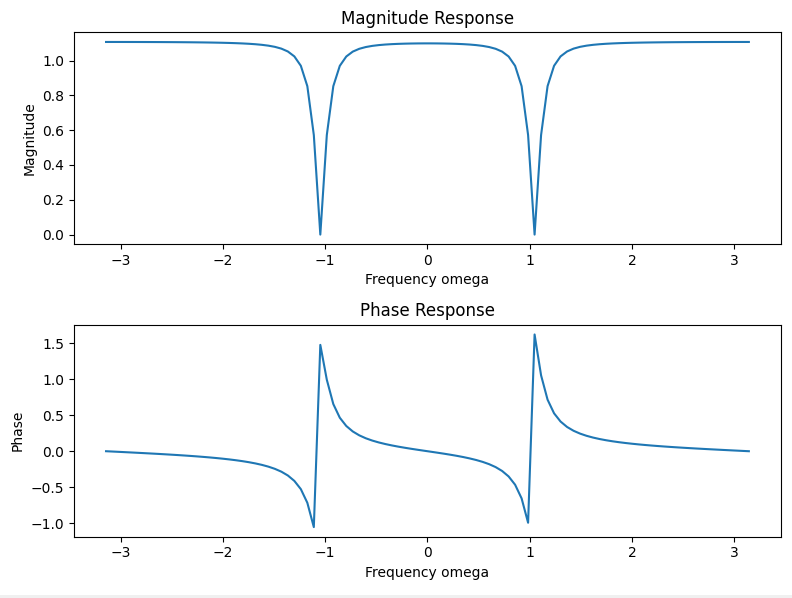 Magnitude Response
1.0
0.8
0.6
0.4
0.2
0.0
Magnitude
−3 −2 −1 0 1 2 3
Frequency omega
Phase Response
1.5
1.0
0.5
0.0
−0.5
−1.0
Phase
−3 −2 −1 0 1 2 3
Frequency omega